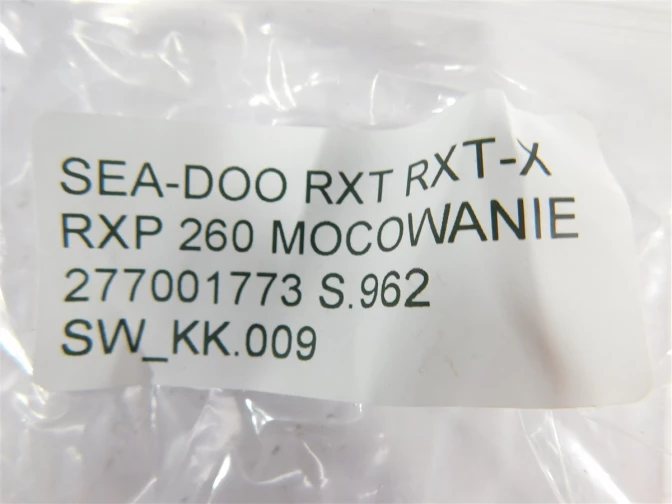 SEA-DOO RXT RXT-X
RXP 260 MOCOWANIE
277001773 S.962
SW_KK.009